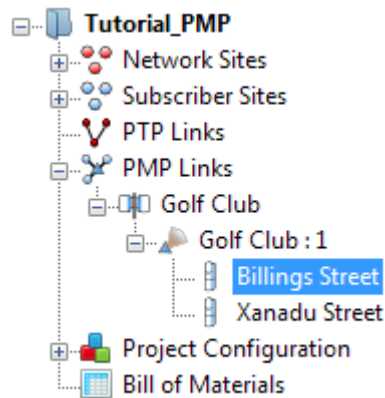 Tutorial_PMP
Network Sites
Subscriber Sites
PTP Links
PMP Links
Golf Club
Golf Club : 1
Billings Street
Xanadu Street
Project Configuration
Bill of Materials